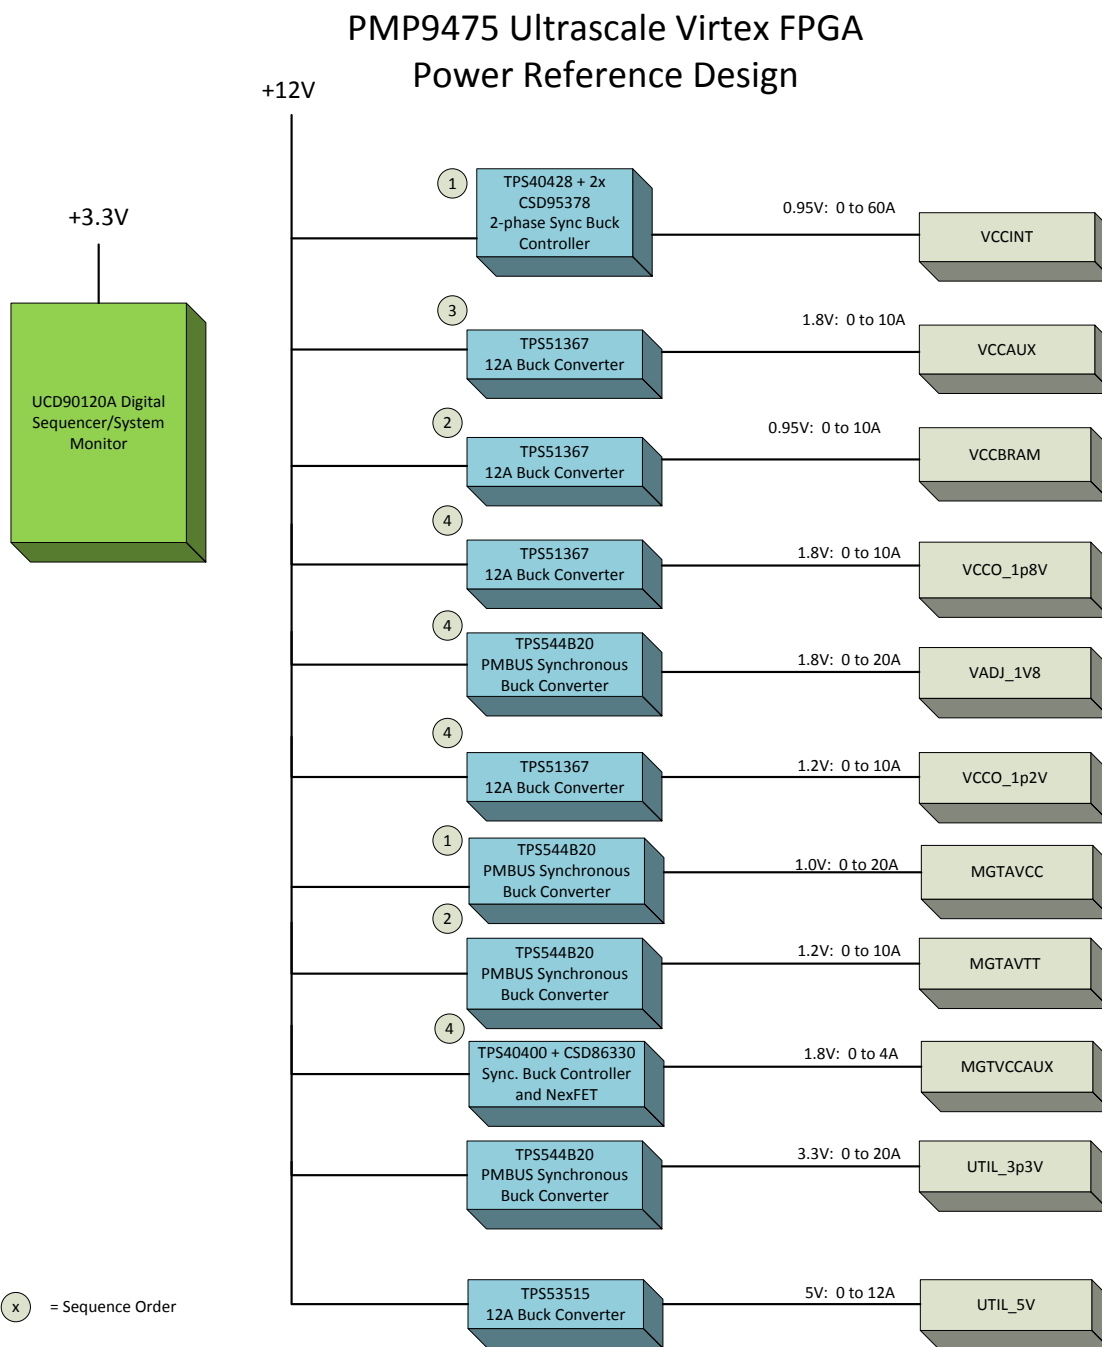 PMP9475 Ultrascale Virtex FPGA
Power Reference Design
+12V
+3.3V
UCD90120A Digital
Sequencer/System
Monitor
1
TPS40428 + 2x
CSD95378
2-phase Sync Buck
Controller
0.95V:  0 to 60A
VCCINT
3
TPS51367
12A Buck Converter
1.8V:  0 to 10A
VCCAUX
2
TPS51367
12A Buck Converter
0.95V:  0 to 10A
VCCBRAM
4
TPS51367
12A Buck Converter
1.8V:  0 to 10A
VCCO_1p8V
4
TPS544B20
PMBUS Synchronous
Buck Converter
1.8V:  0 to 20A
VADJ_1V8
4
TPS51367
12A Buck Converter
1.2V:  0 to 10A
VCCO_1p2V
1
TPS544B20
PMBUS Synchronous
Buck Converter
1.0V:  0 to 20A
MGTAVCC
2
TPS544B20
PMBUS Synchronous
Buck Converter
1.2V:  0 to 10A
MGTAVTT
4
TPS40400 + CSD86330
Sync. Buck Controller
and NexFET
1.8V:  0 to 4A
MGTVCCAUX
TPS544B20
PMBUS Synchronous
Buck Converter
3.3V:  0 to 20A
UTIL_3p3V
TPS53515
12A Buck Converter
5V:  0 to 12A
UTIL_5V
x = Sequence Order